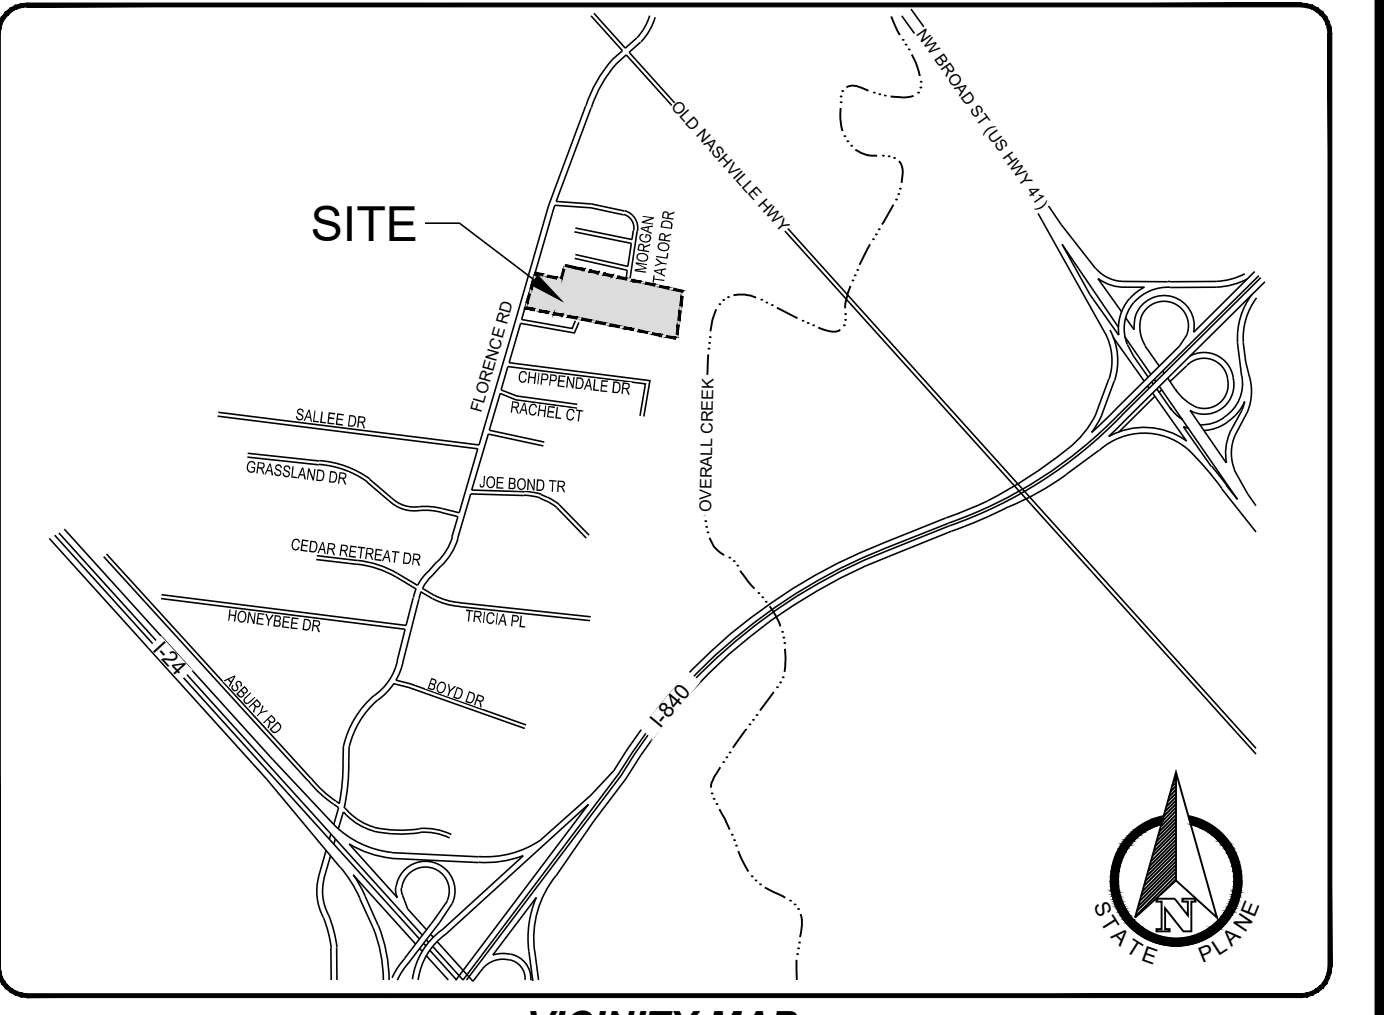 NW BROAD ST (US HWY 41)
OLD NASHVILLE HWY
SITE
MORGAN
TAYLOR DR
FLORENCE RD
CHIPPENDALE DR
RACHEL CT
SALLEE DR
OVERALL CREEK
GRASSLAND DR
JOE BOND TR
CEDAR RETREAT DR
HONEYBEE DR
TRICIA PL
I-24
ASBURY RD
BOYD DR
I-840
N
STATE PLANE
VICINITY MAP